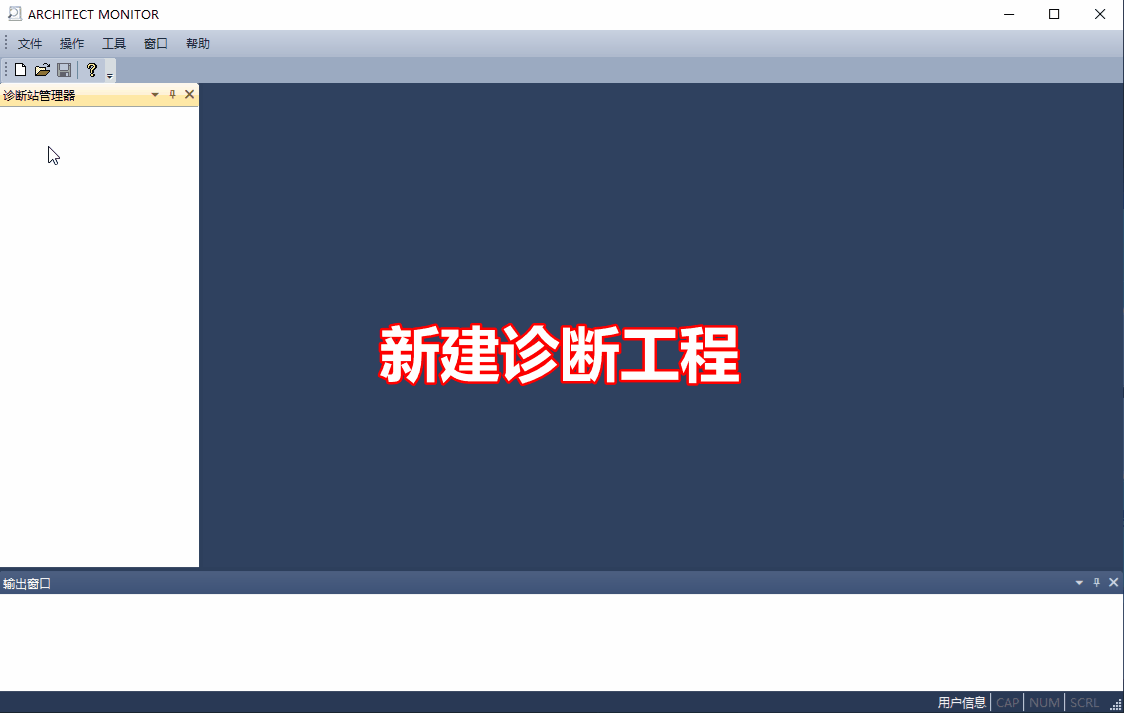 ARCHITECT MONITOR
文件 操作 工具 窗口 帮助
诊断站管理器
新建诊断工程
输出窗口
用户信息 CAP NUM SCRL